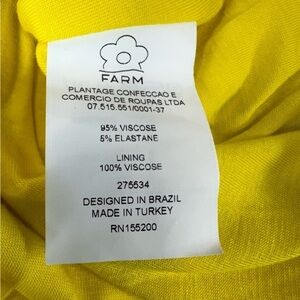 FARM
PLANTAGE CONFECCAO E
COMERCIO DE ROUPAS LTDA
07.515.551/0001-37
95% VISCOSE
5% ELASTANE
LINING
100% VISCOSE
275534
DESIGNED IN BRAZIL
MADE IN TURKEY
RN155200